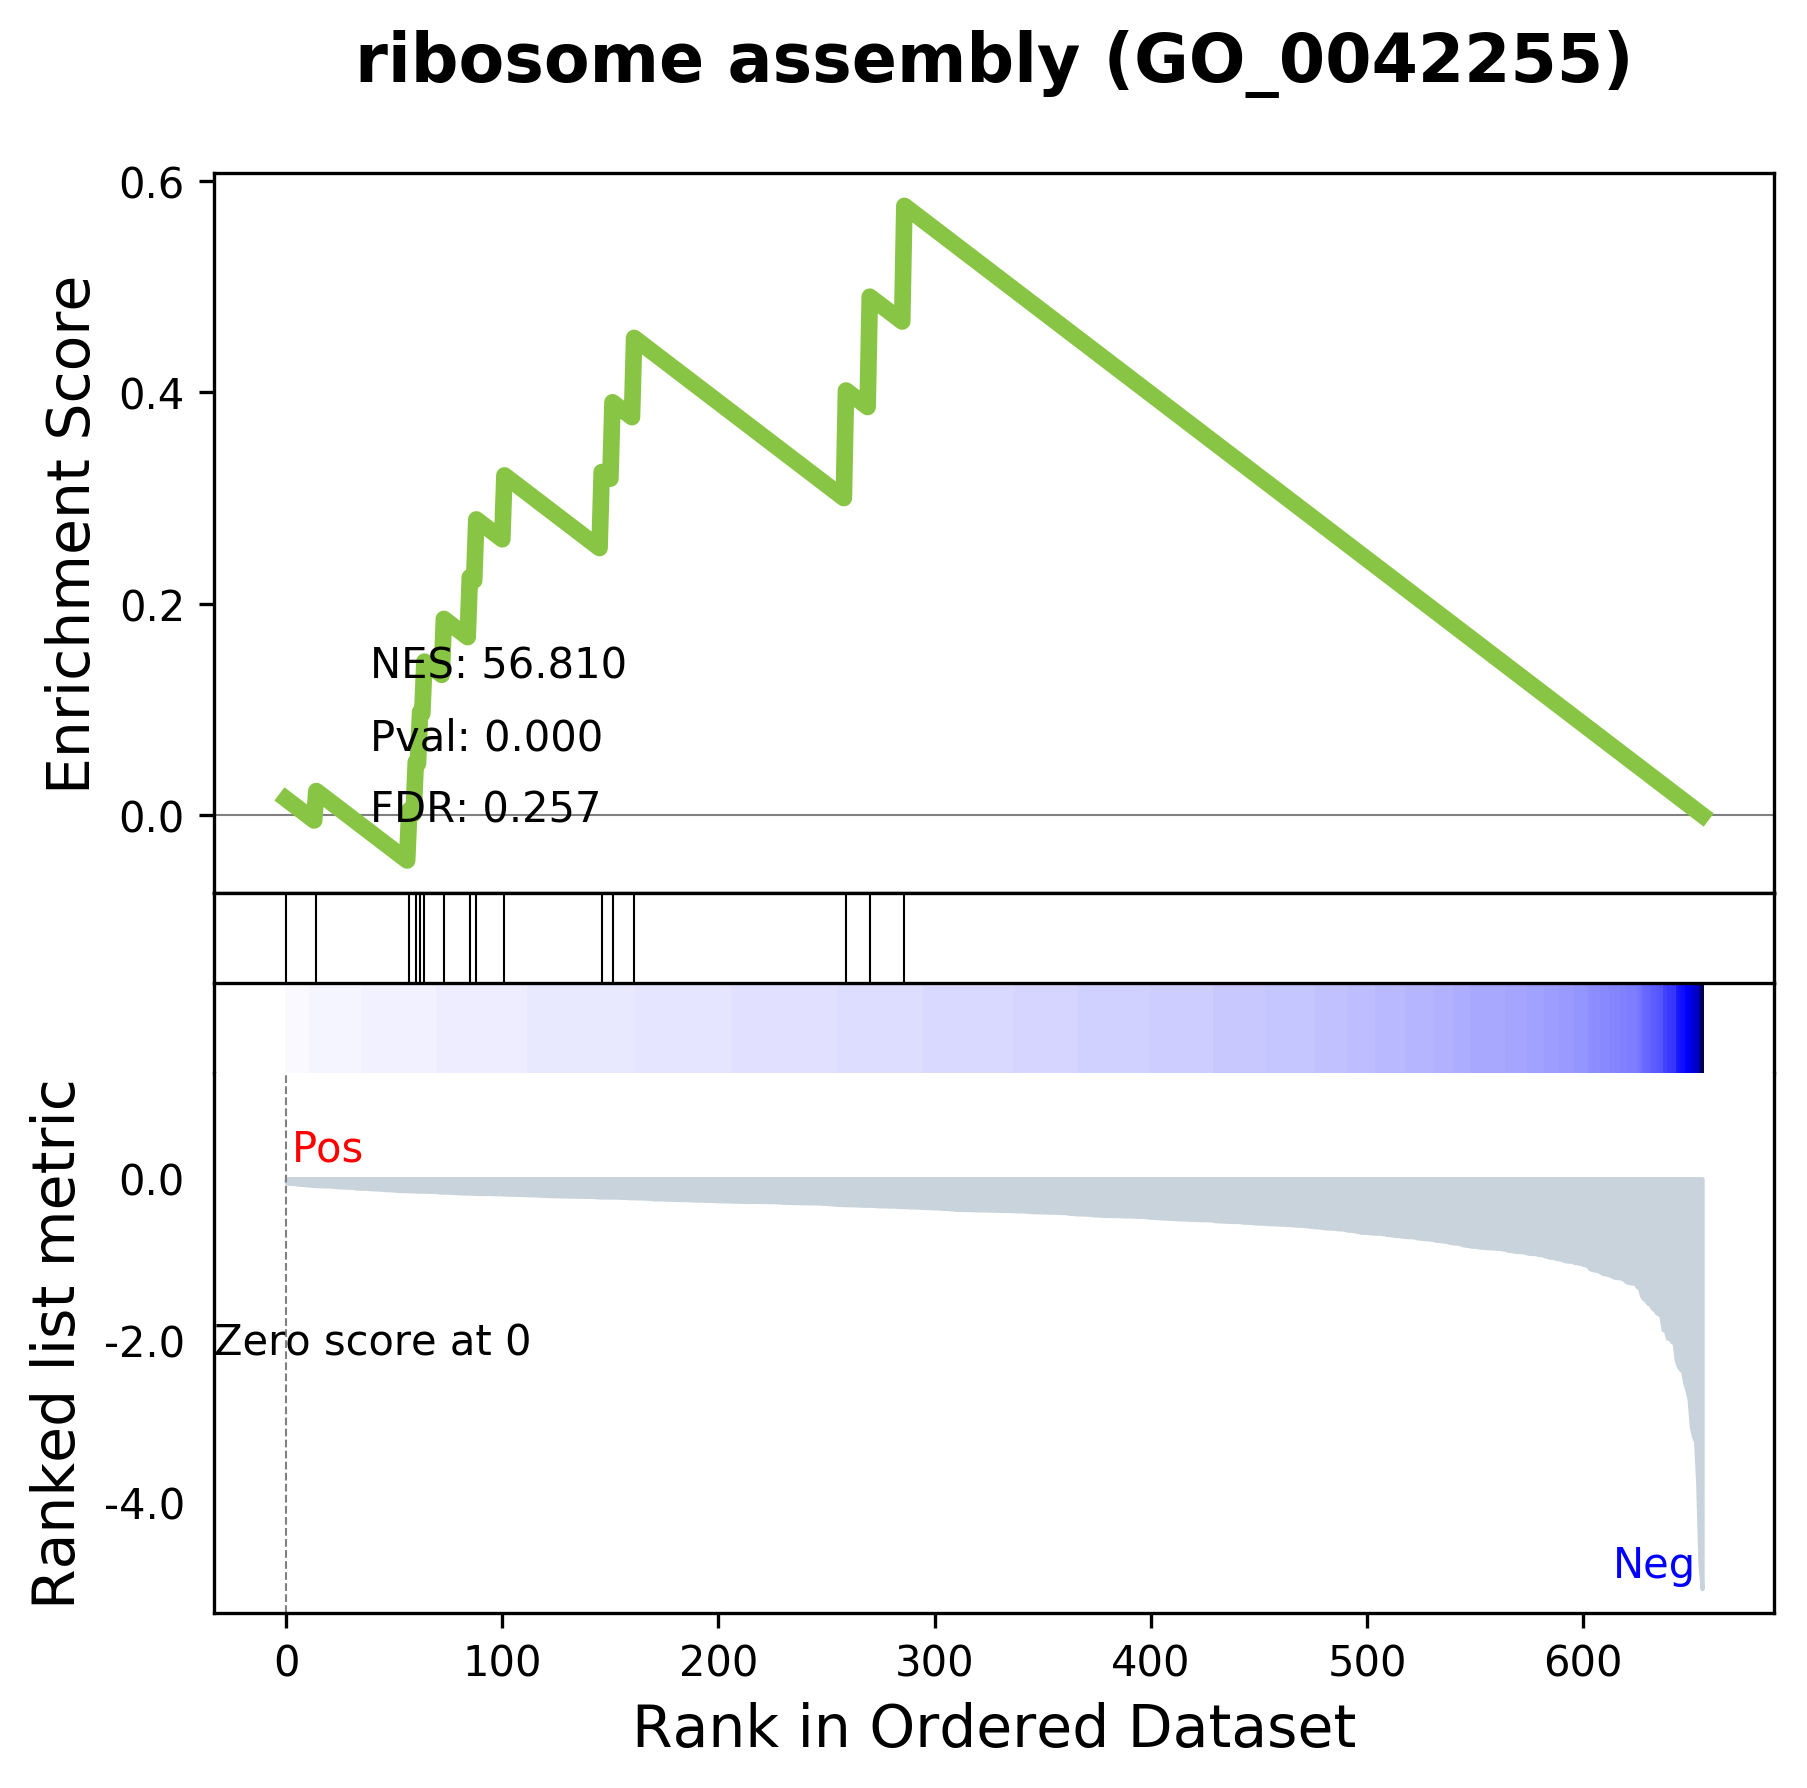 ribosome assembly (GO_0042255)
Enrichment Score
0.6
0.4
0.2
0.0
NES: 56.810
Pval: 0.000
FDR: 0.257
Ranked list metric
Pos
0.0
-2.0
Zero score at 0
-4.0
Neg
0 100 200 300 400 500 600
Rank in Ordered Dataset